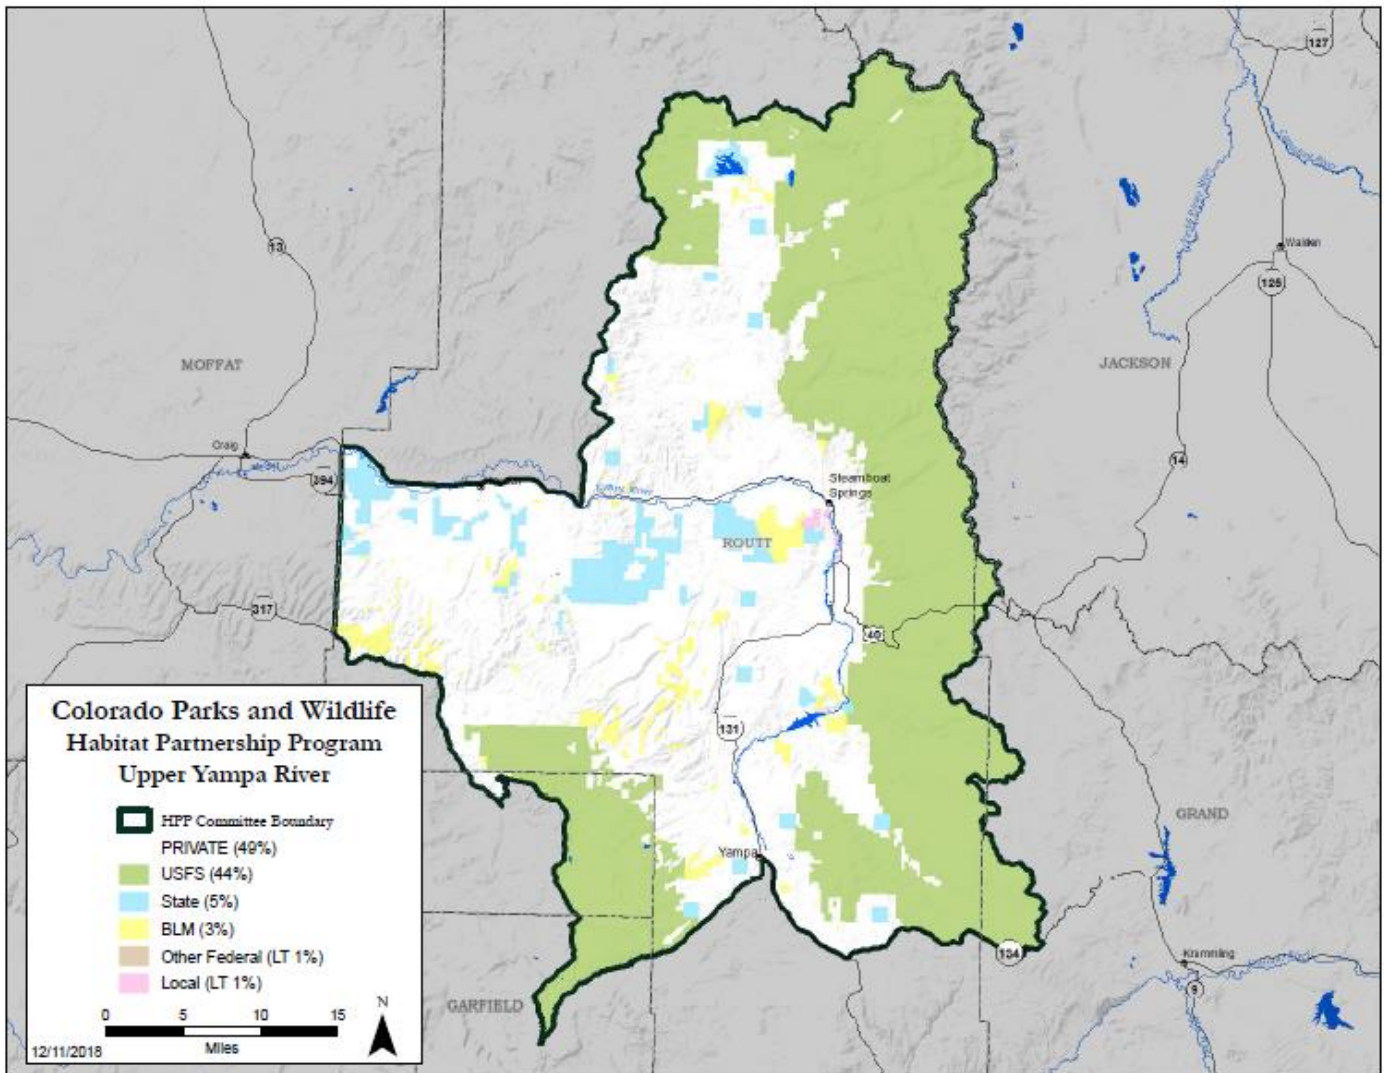 127
13
Walden
125
MOFFAT
JACKSON
Craig
14
394
Steamboat
Springs
Yampa River
ROUTT
317
40
131
Colorado Parks and Wildlife
Habitat Partnership Program
Upper Yampa River
HPP Committee Boundary
PRIVATE (49%)
USFS (44%)
State (5%)
BLM (3%)
Other Federal (LT 1%)
Local (LT 1%)
0 5 10 15
Miles
N
12/11/2018
GRAND
Yampa
134
Kremmling
9
GARFIELD